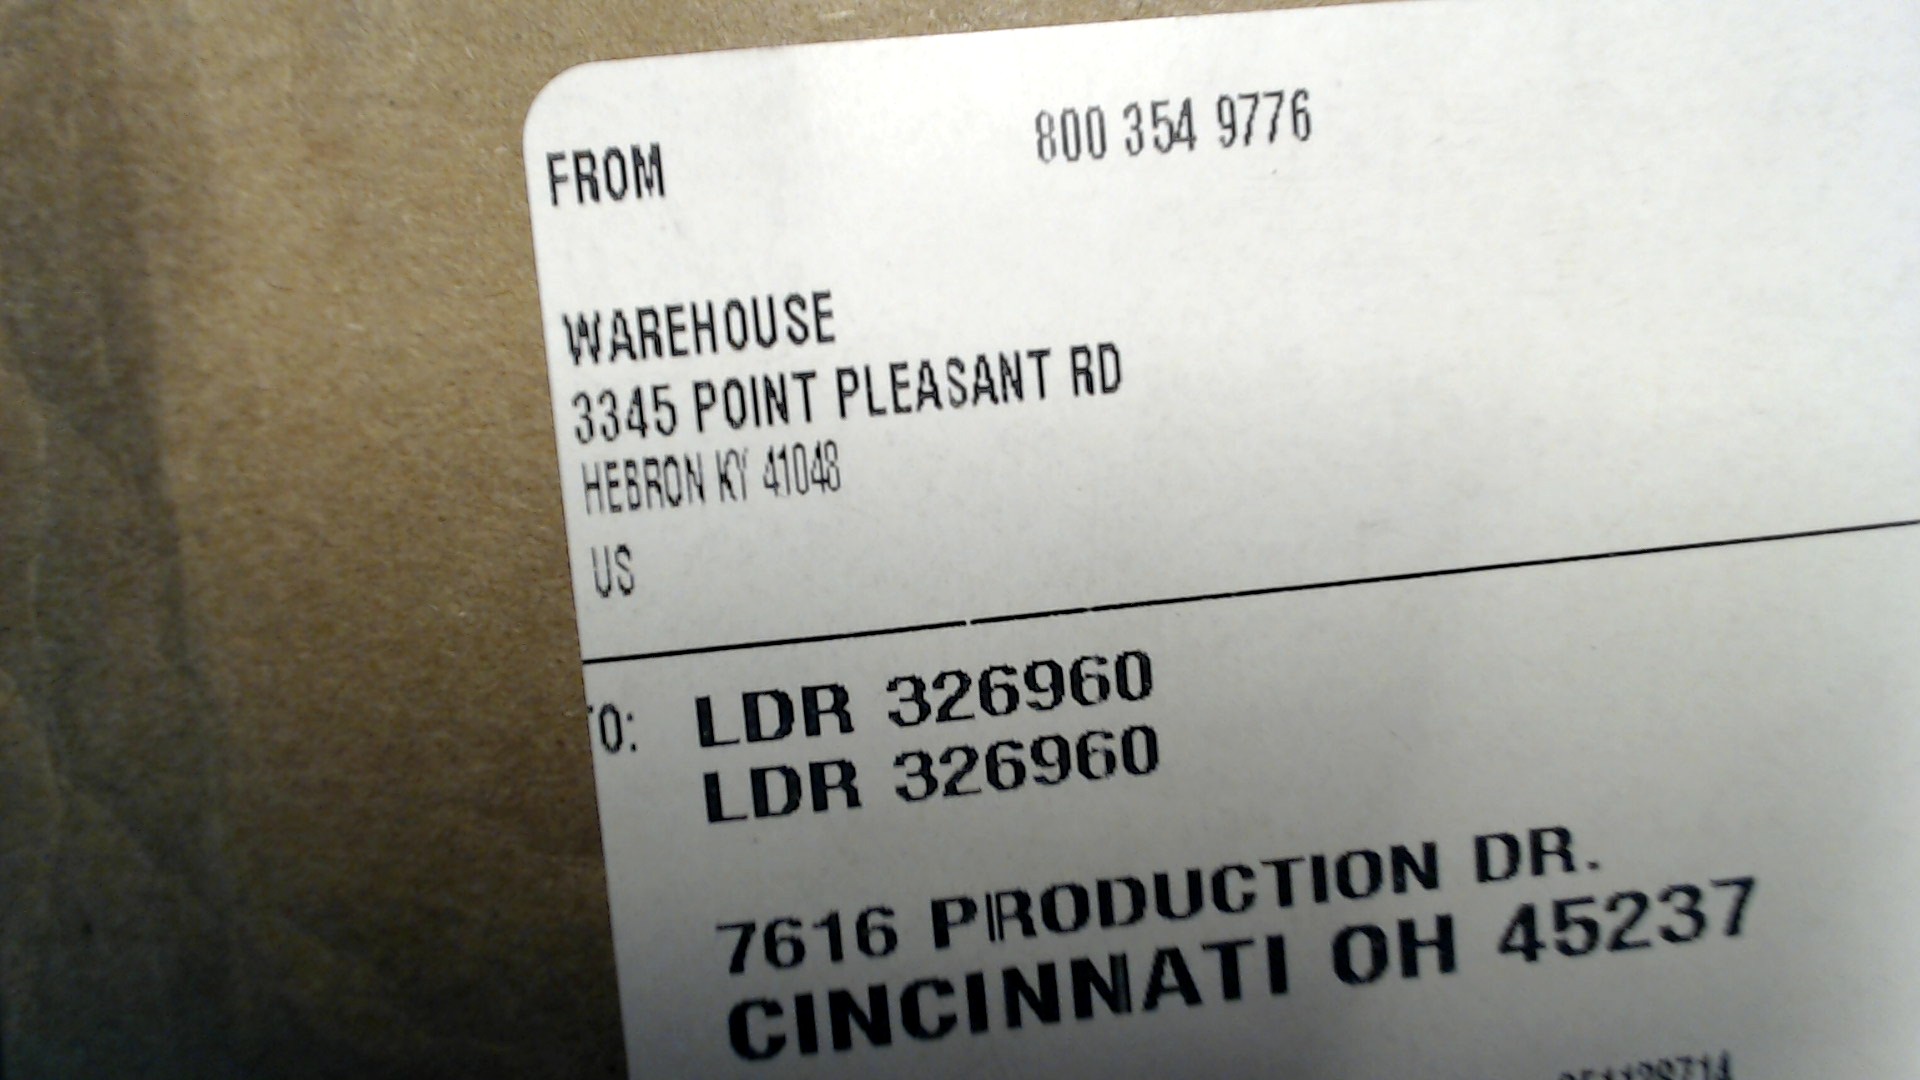 FROM 800 354 9776
WAREHOUSE
3345 POINT PLEASANT RD
HEBRON KY 41048
US
TO: LDR 326960
LDR 326960
7616 PRODUCTION DR.
CINCINNATI OH 45237